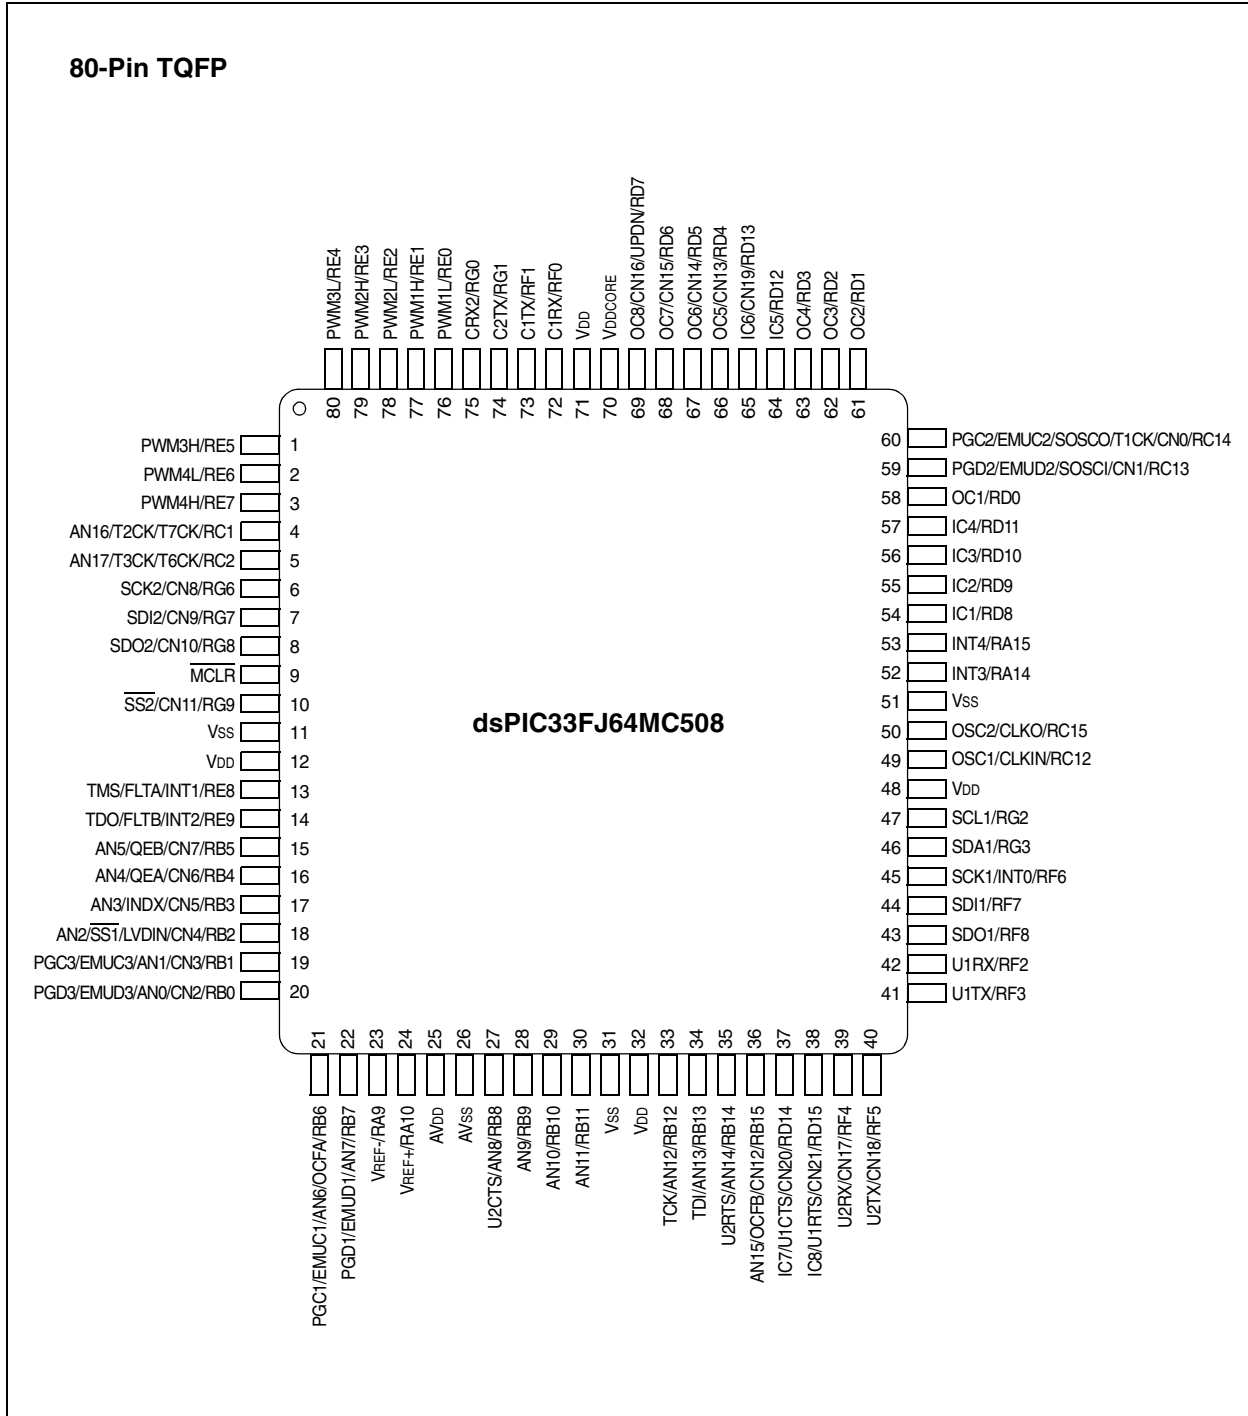 80-Pin TQFP
PWM3L/RE4
PWM2H/RE3
PWM2L/RE2
PWM1H/RE1
PWM1L/RE0
CRX2/RG0
C2TX/RG1
C1TX/RF1
C1RX/RF0
VDD
VDDCORE
OC8/CN16/UPDN/RD7
OC7/CN15/RD6
OC6/CN14/RD5
OC5/CN13/RD4
IC6/CN19/RD13
IC5/RD12
OC4/RD3
OC3/RD2
OC2/RD1
80
79
78
77
76
75
74
73
72
71
70
69
68
67
66
65
64
63
62
61
PWM3H/RE5 1
PWM4L/RE6 2
PWM4H/RE7 3
AN16/T2CK/T7CK/RC1 4
AN17/T3CK/T6CK/RC2 5
SCK2/CN8/RG6 6
SDI2/CN9/RG7 7
SDO2/CN10/RG8 8
MCLR 9
SS2/CN11/RG9 10
VSS 11
VDD 12
TMS/FLTA/INT1/RE8 13
TDO/FLTB/INT2/RE9 14
AN5/QEB/CN7/RB5 15
AN4/QEA/CN6/RB4 16
AN3/INDX/CN5/RB3 17
AN2/SS1/LVDIN/CN4/RB2 18
PGC3/EMUC3/AN1/CN3/RB1 19
PGD3/EMUD3/AN0/CN2/RB0 20
dsPIC33FJ64MC508
60 PGC2/EMUC2/SOSCO/T1CK/CN0/RC14
59 PGD2/EMUD2/SOSCI/CN1/RC13
58 OC1/RD0
57 IC4/RD11
56 IC3/RD10
55 IC2/RD9
54 IC1/RD8
53 INT4/RA15
52 INT3/RA14
51 VSS
50 OSC2/CLKO/RC15
49 OSC1/CLKIN/RC12
48 VDD
47 SCL1/RG2
46 SDA1/RG3
45 SCK1/INT0/RF6
44 SDI1/RF7
43 SDO1/RF8
42 U1RX/RF2
41 U1TX/RF3
21
22
23
24
25
26
27
28
29
30
31
32
33
34
35
36
37
38
39
40
PGC1/EMUC1/AN6/OCFA/RB6
PGD1/EMUD1/AN7/RB7
VREF-/RA9
VREF+/RA10
AVDD
AVSS
U2CTS/AN8/RB8
AN9/RB9
AN10/RB10
AN11/RB11
VSS
VDD
TCK/AN12/RB12
TDI/AN13/RB13
U2RTS/AN14/RB14
AN15/OCFB/CN12/RB15
IC7/U1CTS/CN20/RD14
IC8/U1RTS/CN21/RD15
U2RX/CN17/RF4
U2TX/CN18/RF5